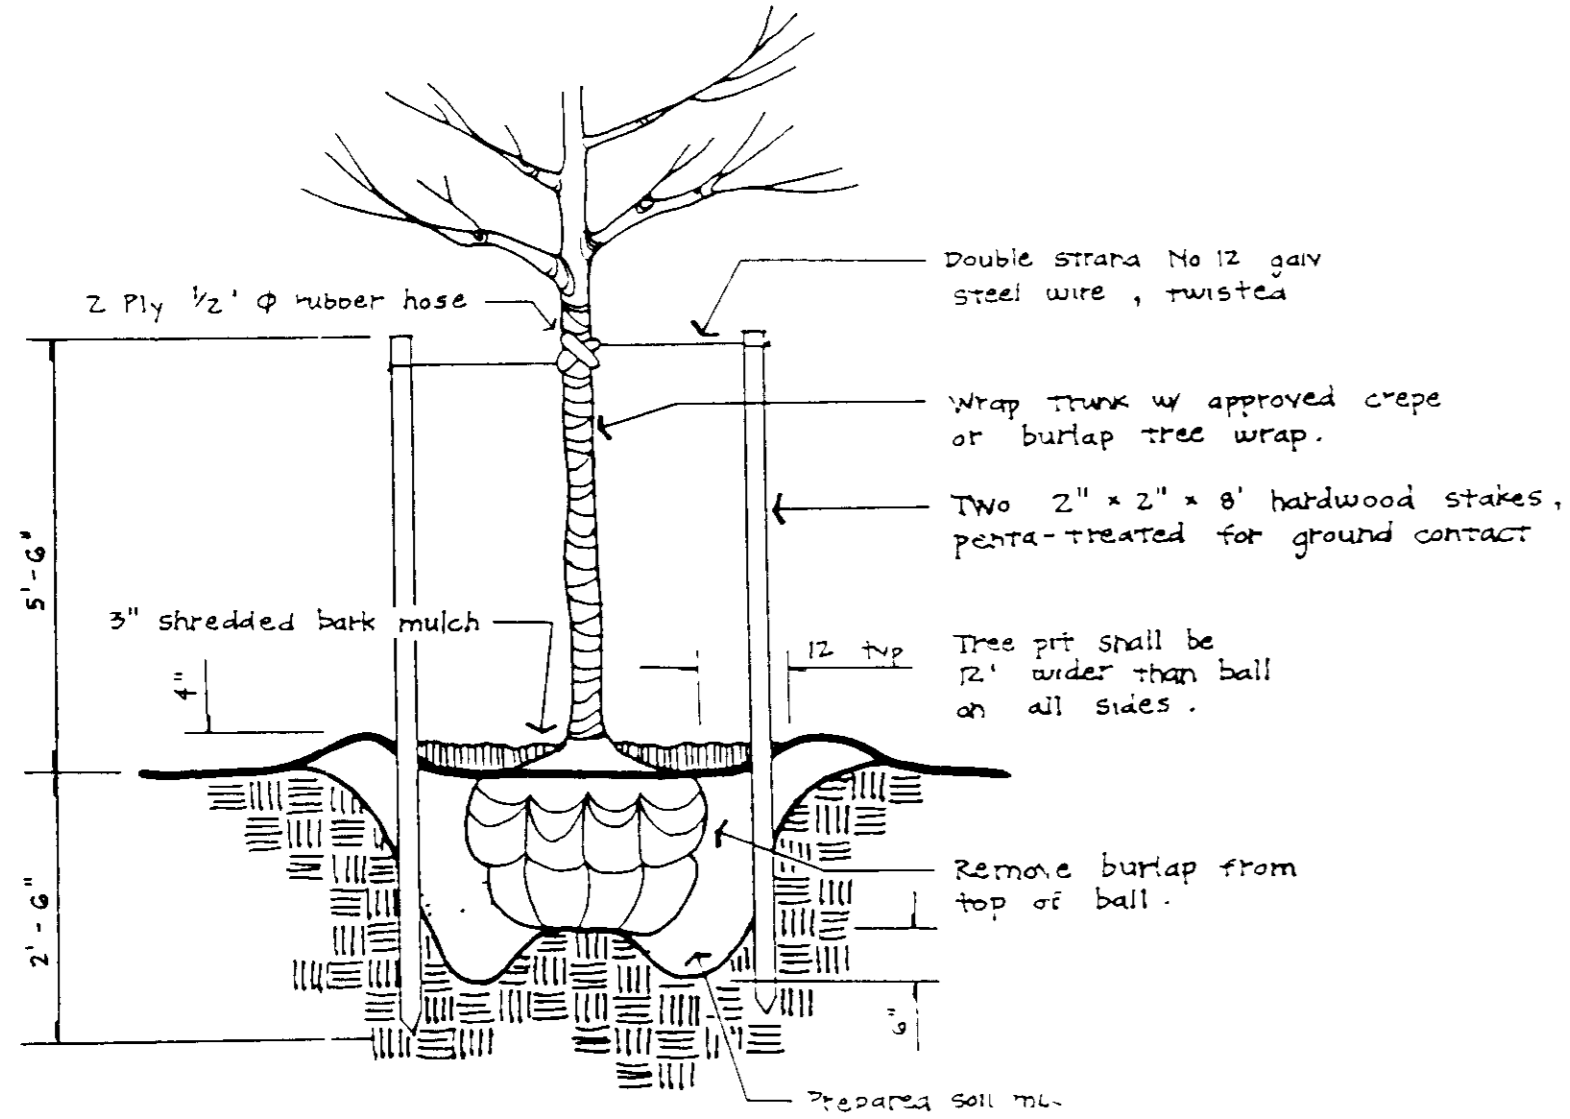 Double strand No 12 galv
steel wire, twisted
2 Ply 1/2' Φ rubber hose
Wrap trunk w/ approved crepe
or burlap tree wrap.
Two 2" × 2" × 8' hardwood stakes,
penta-treated for ground contact
5'-6"
3" shredded bark mulch
12 typ
Tree pit shall be
12' wider than ball
on all sides.
4"
Remove burlap from
top of ball.
2'-6"
6"
Prepared soil